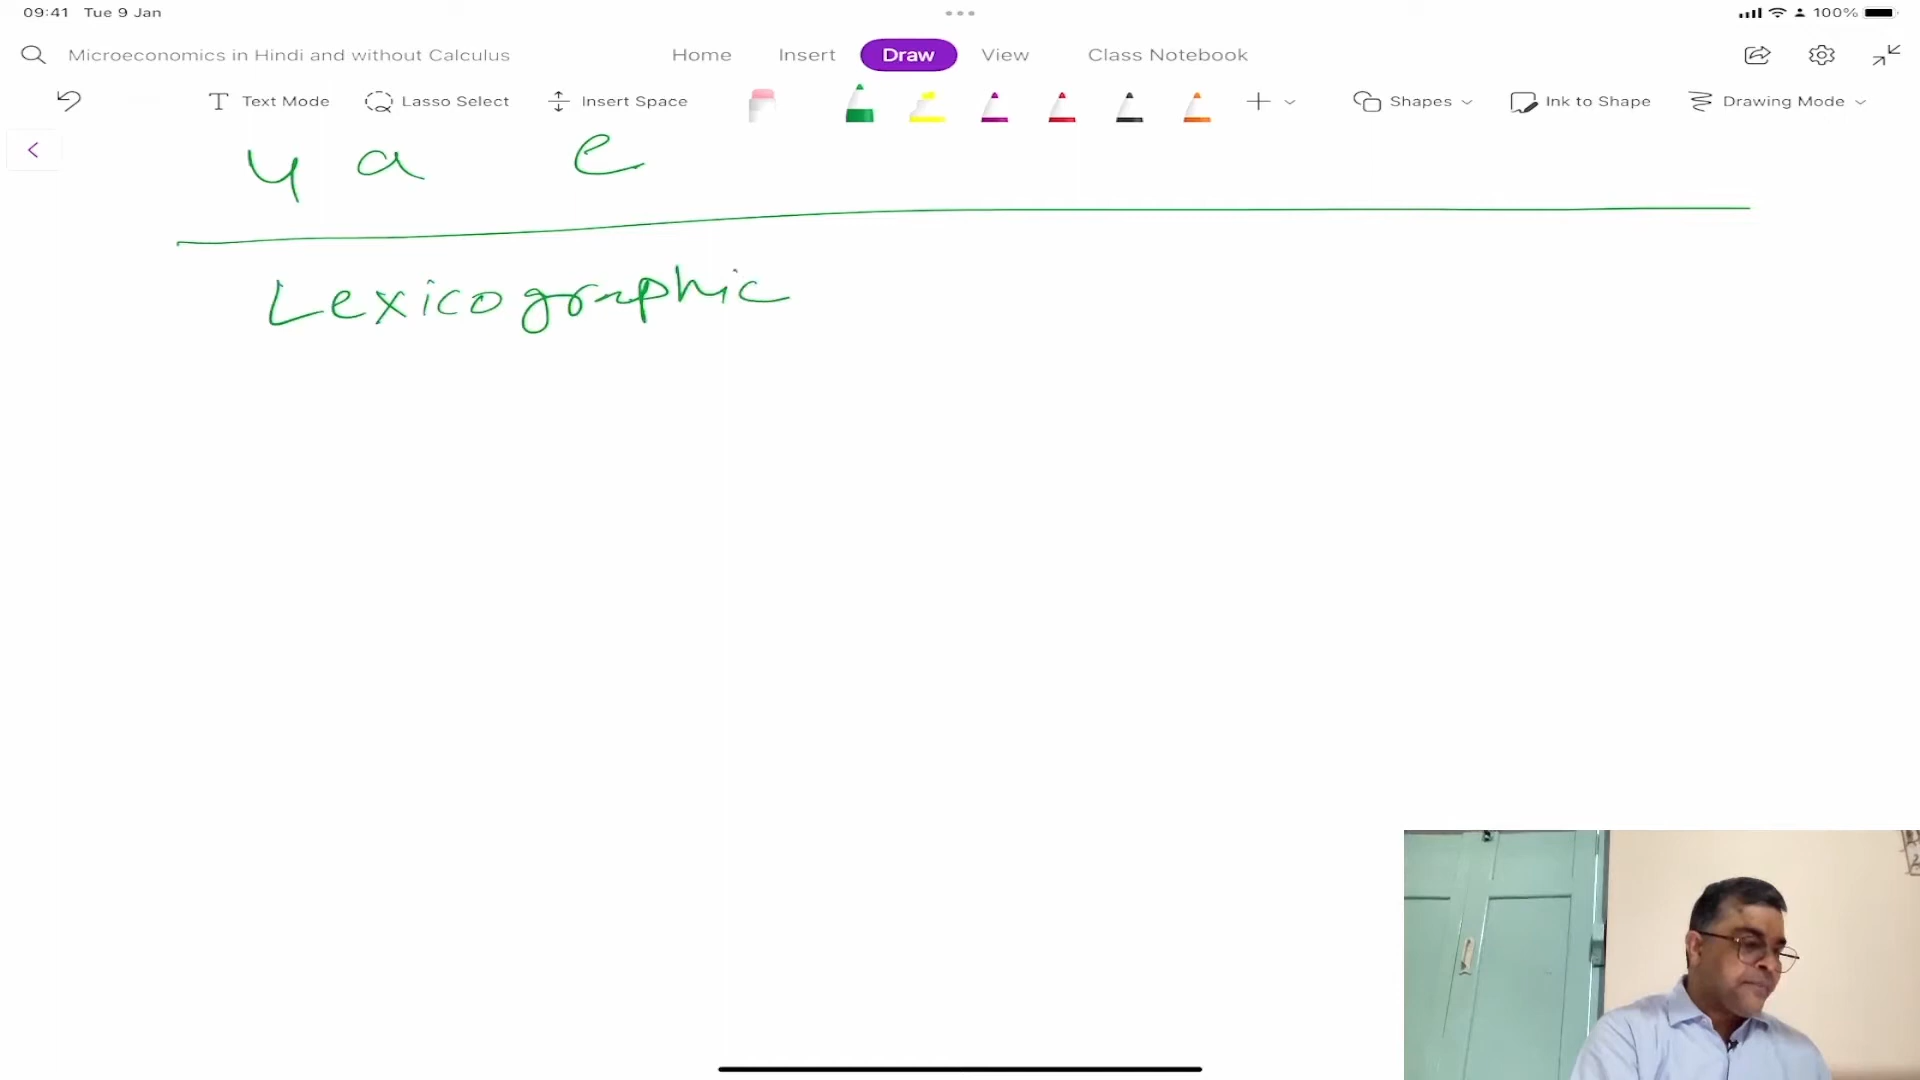 09:41 Tue 9 Jan 100%
Microeconomics in Hindi and without Calculus Home Insert Draw View Class Notebook
Text Mode Lasso Select Insert Space Shapes Ink to Shape Drawing Mode
4 a e
Lexicographic